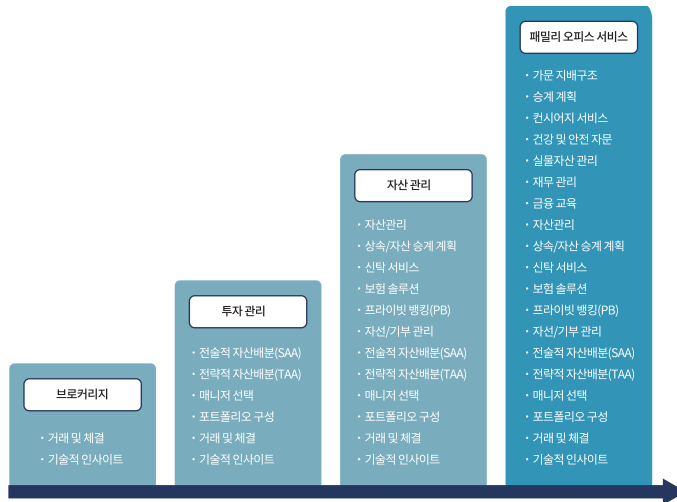 브로커리지
· 거래 및 체결
· 기술적 인사이트
투자 관리
· 전술적 자산배분(SAA)
· 전략적 자산배분(TAA)
· 매니저 선택
· 포트폴리오 구성
· 거래 및 체결
· 기술적 인사이트
자산 관리
· 자산관리
· 상속/자산 승계 계획
· 신탁 서비스
· 보험 솔루션
· 프라이빗 뱅킹(PB)
· 자선/기부 관리
· 전술적 자산배분(SAA)
· 전략적 자산배분(TAA)
· 매니저 선택
· 포트폴리오 구성
· 거래 및 체결
· 기술적 인사이트
패밀리 오피스 서비스
· 가문 지배구조
· 승계 계획
· 컨시어지 서비스
· 건강 및 안전 자문
· 실물자산 관리
· 재무 관리
· 금융 교육
· 자산관리
· 상속/자산 승계 계획
· 신탁 서비스
· 보험 솔루션
· 프라이빗 뱅킹(PB)
· 자선/기부 관리
· 전술적 자산배분(SAA)
· 전략적 자산배분(TAA)
· 매니저 선택
· 포트폴리오 구성
· 거래 및 체결
· 기술적 인사이트